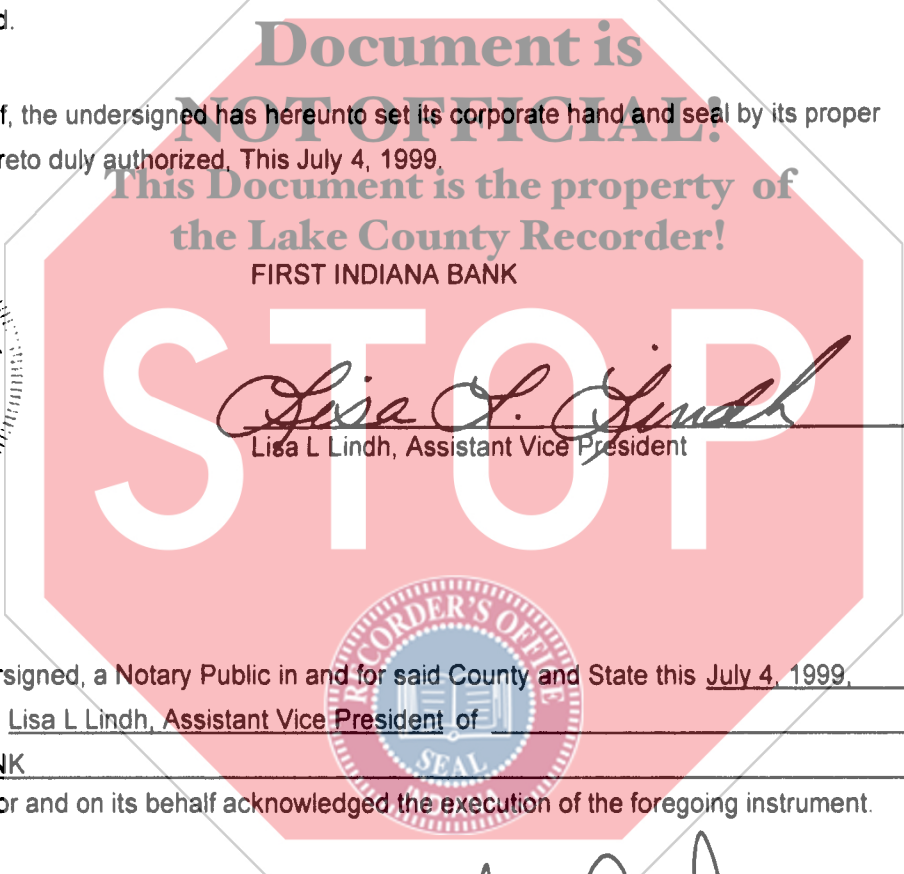 d.
Document is
f, the undersigned has hereunto set its corporate hand and seal by its proper
NOT OFFICIAL!
reto duly authorized, This July 4, 1999.
This Document is the property of
the Lake County Recorder!
FIRST INDIANA BANK
STOP
Lisa L. Lindh
Lisa L Lindh, Assistant Vice President
RECORDER'S OFFICE
rsigned, a Notary Public in and for said County and State this July 4, 1999,
Lisa L Lindh, Assistant Vice President of
SEAL
NK
or and on its behalf acknowledged the execution of the foregoing instrument.